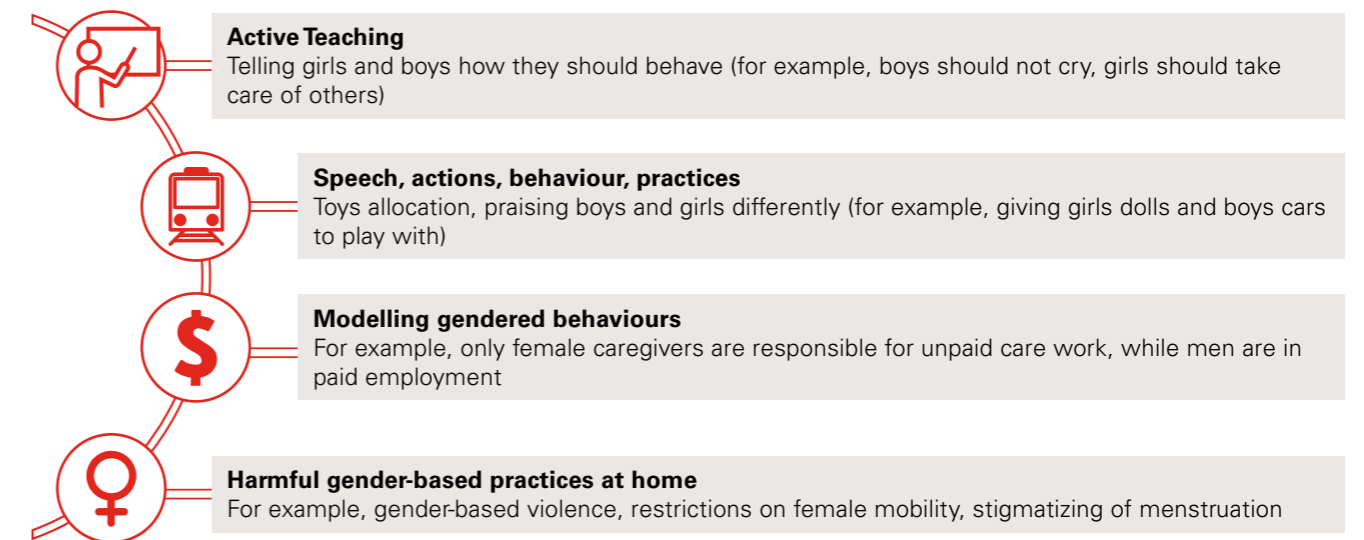 Active Teaching
Telling girls and boys how they should behave (for example, boys should not cry, girls should take
care of others)
Speech, actions, behaviour, practices
Toys allocation, praising boys and girls differently (for example, giving girls dolls and boys cars
to play with)
$
Modelling gendered behaviours
For example, only female caregivers are responsible for unpaid care work, while men are in
paid employment
Harmful gender-based practices at home
For example, gender-based violence, restrictions on female mobility, stigmatizing of menstruation